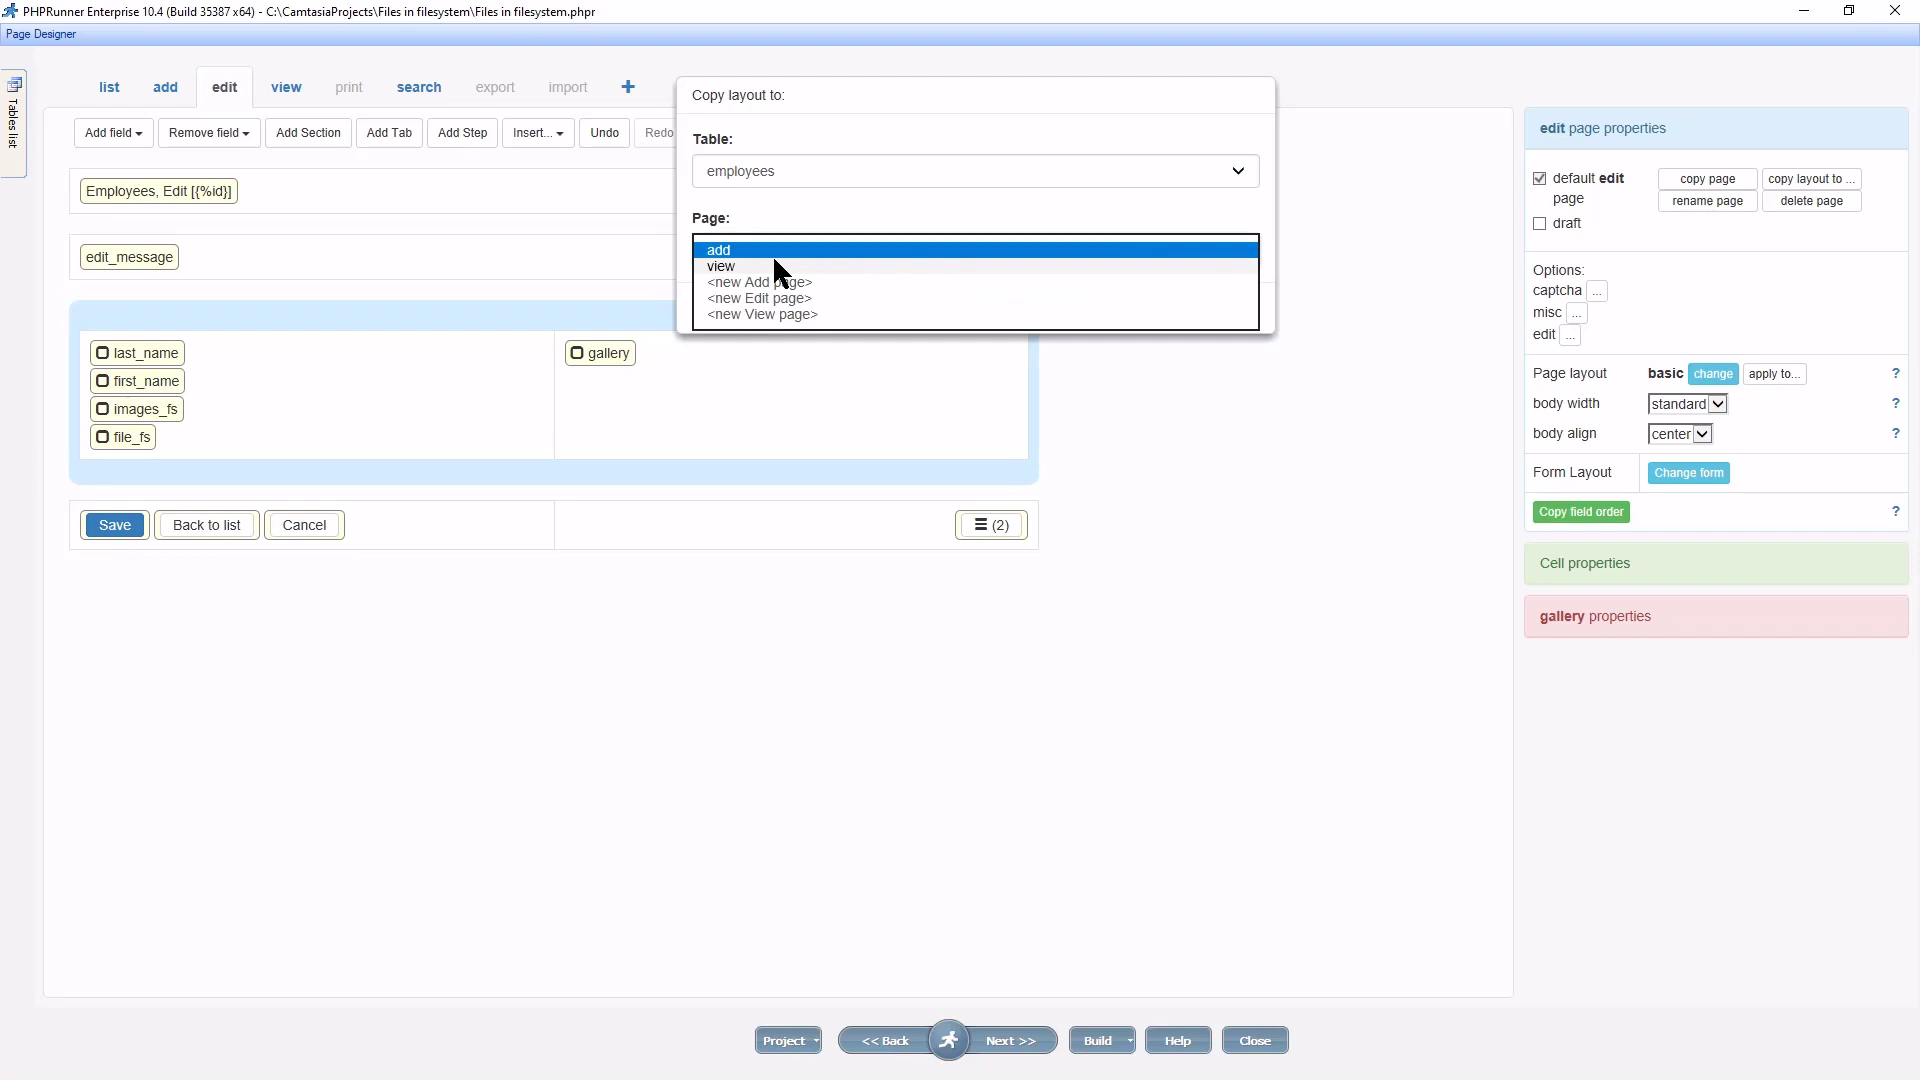 PHPRunner Enterprise 10.4 (Build 35387 x64) - C:\CamtasiaProjects\Files in filesystem\Files in filesystem.phpr
Page Designer
Tables list
list add edit view print search export import +
Add field Remove field Add Section Add Tab Add Step Insert... Undo Redo
Employees, Edit [{%id}]
edit_message
last_name
first_name
images_fs
file_fs
gallery
Save Back to list Cancel
☰ (2)
Copy layout to:
Table:
employees
Page:
add
view
<new Add page>
<new Edit page>
<new View page>
edit page properties
default edit page
draft
copy page copy layout to ...
rename page delete page
Options:
captcha ...
misc ...
edit ...
Page layout basic change apply to... ?
body width standard ?
body align center ?
Form Layout Change form
Copy field order ?
Cell properties
gallery properties
Project << Back Next >> Build Help Close